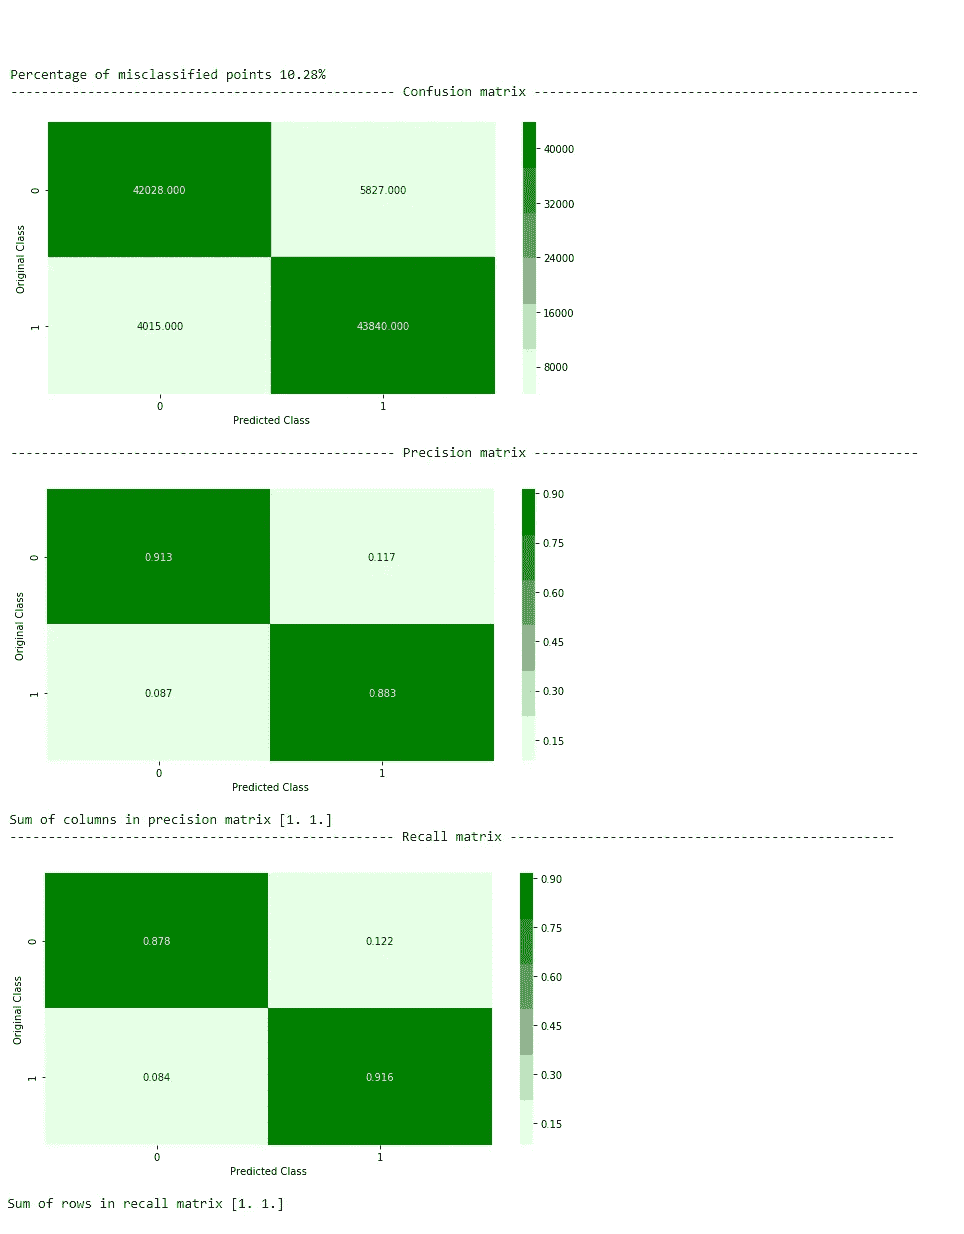 Percentage of misclassified points 10.28%
-------------------------------------------------- Confusion matrix --------------------------------------------------
42028.000 5827.000
4015.000 43840.000
0
1
Original Class
0 1
Predicted Class
40000
32000
24000
16000
8000
-------------------------------------------------- Precision matrix --------------------------------------------------
0.913 0.117
0.087 0.883
0
1
Original Class
0 1
Predicted Class
0.90
0.75
0.60
0.45
0.30
0.15
Sum of columns in precision matrix [1. 1.]
-------------------------------------------------- Recall matrix --------------------------------------------------
0.878 0.122
0.084 0.916
0
1
Original Class
0 1
Predicted Class
0.90
0.75
0.60
0.45
0.30
0.15
Sum of rows in recall matrix [1. 1.]